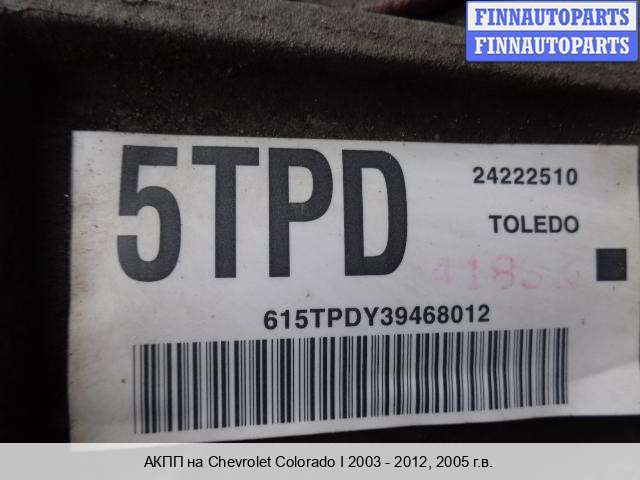 FINNAUTOPARTS
FINNAUTOPARTS
5TPD
24222510
TOLEDO
615TPDY39468012
АКПП на Chevrolet Colorado I 2003 - 2012, 2005 г.в.